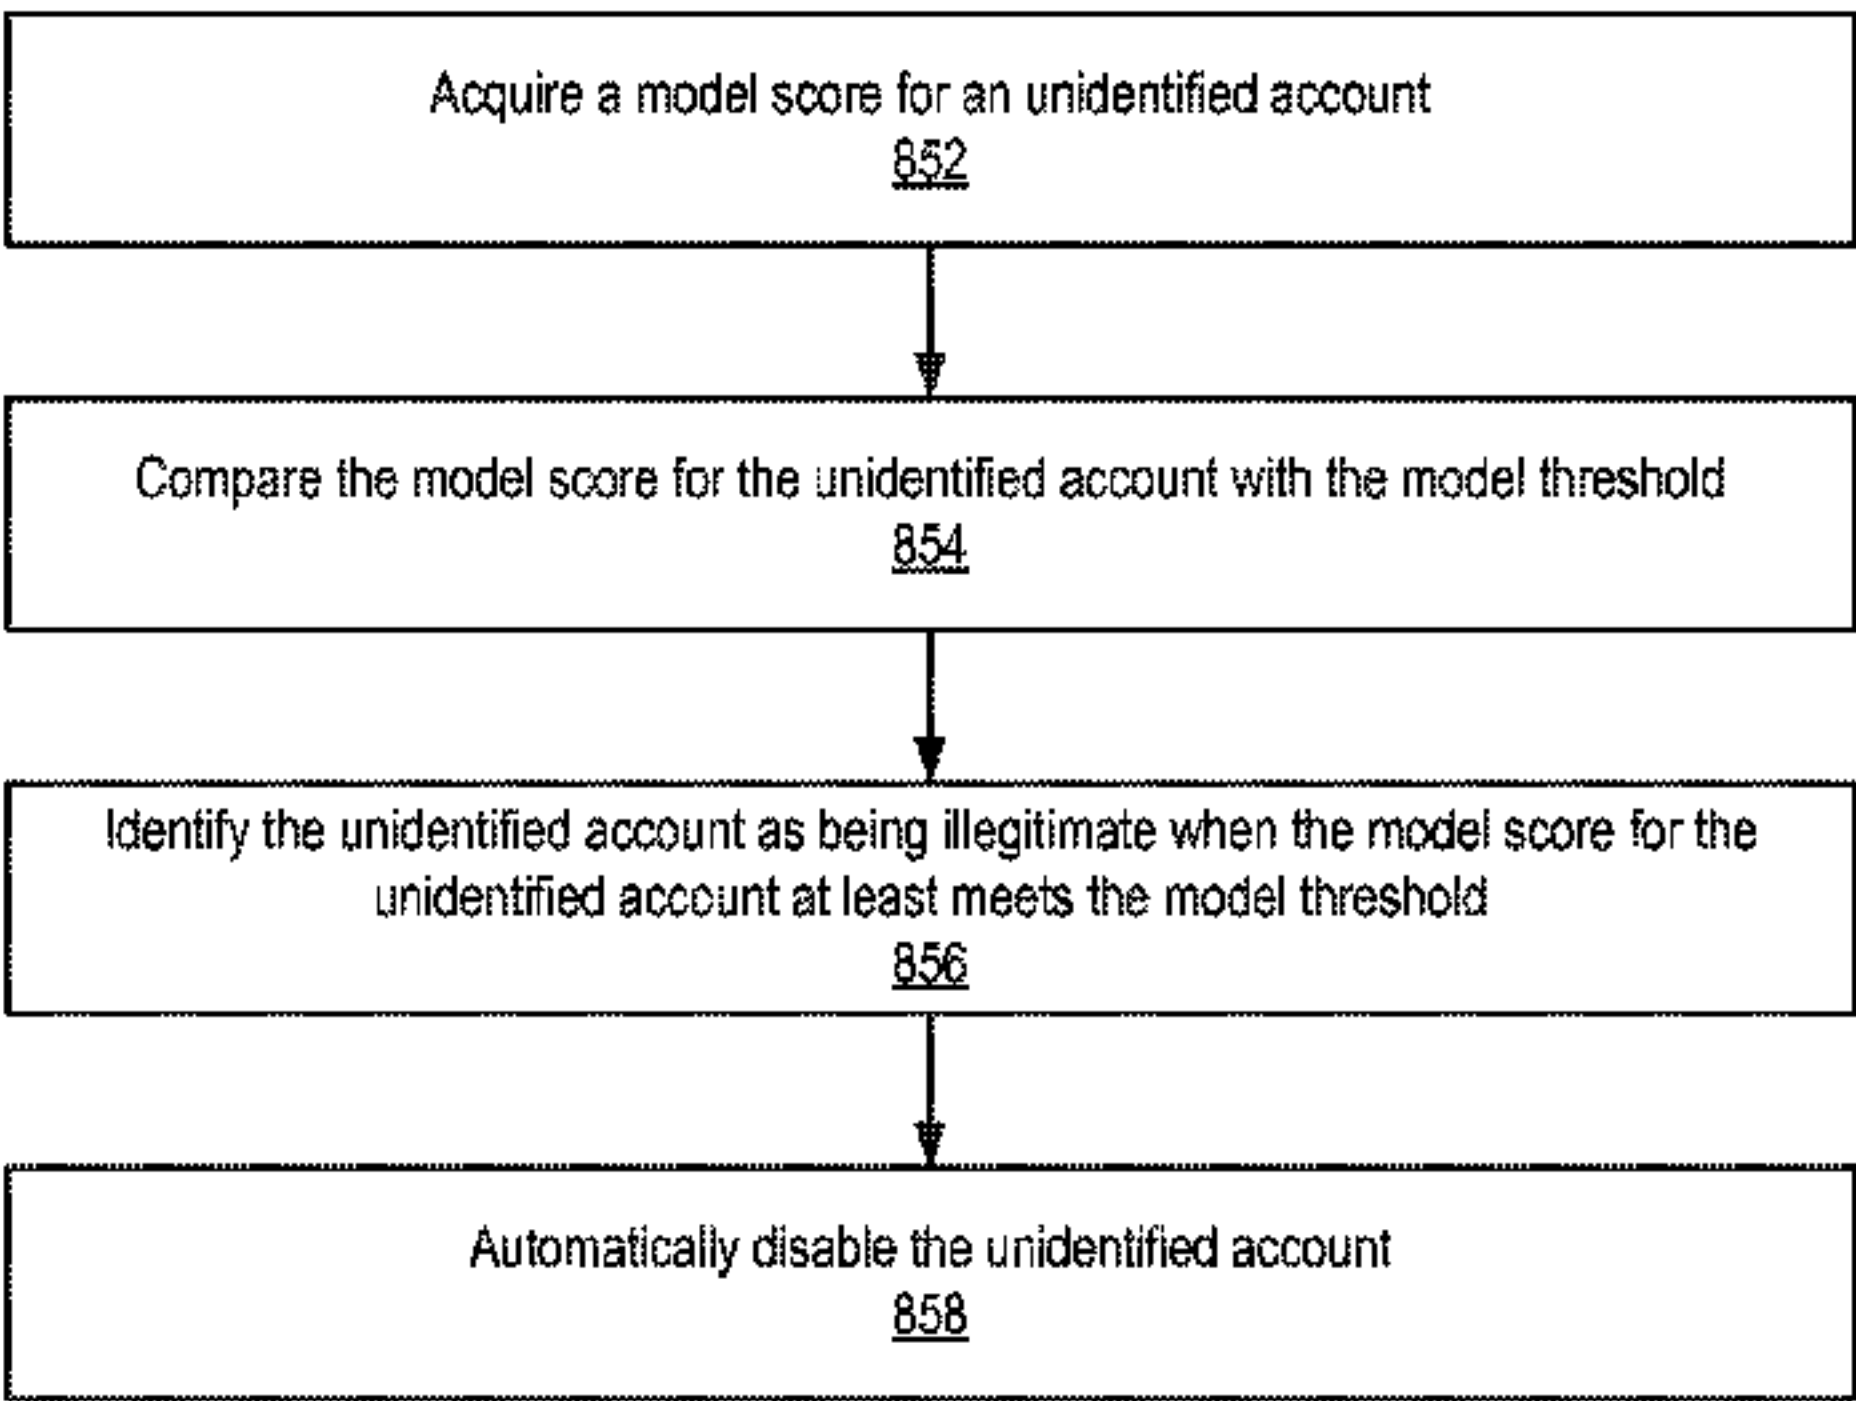 Acquire a model score for an unidentified account
852
Compare the model score for the unidentified account with the model threshold
854
Identify the unidentified account as being illegitimate when the model score for the
unidentified account at least meets the model threshold
856
Automatically disable the unidentified account
858